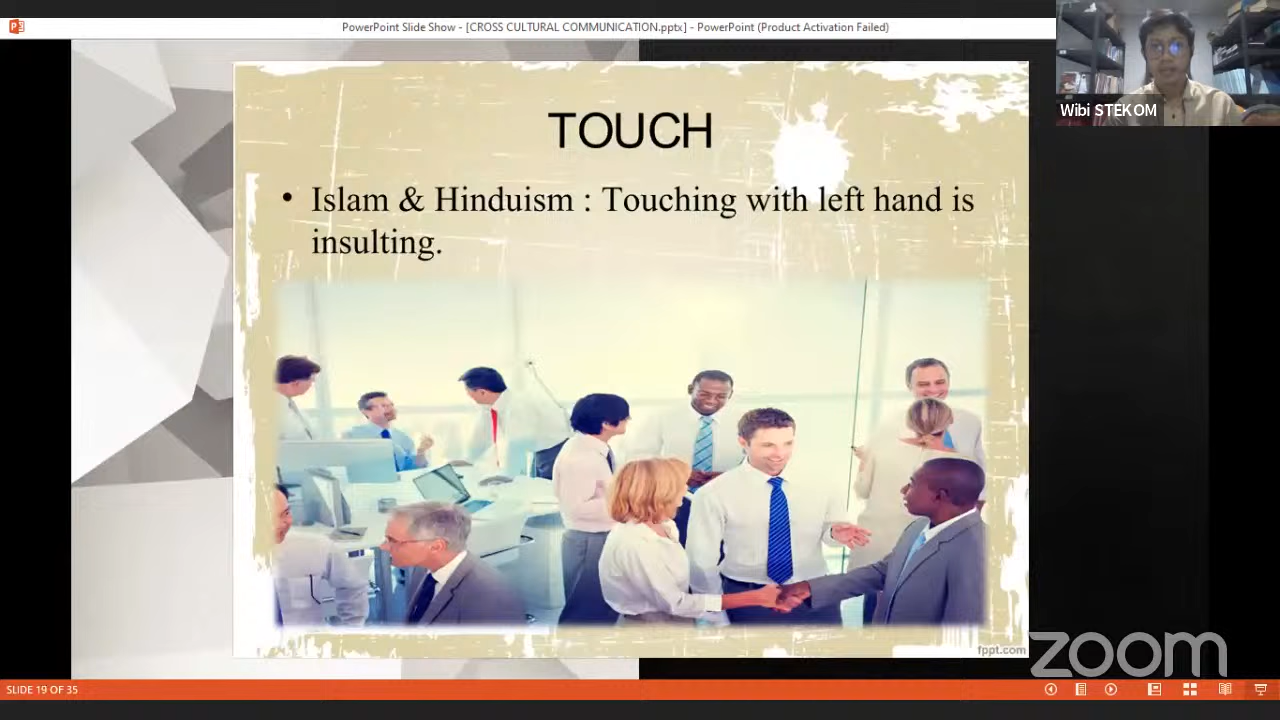 PowerPoint Slide Show - [CROSS CULTURAL COMMUNICATION.pptx] - PowerPoint (Product Activation Failed)
Wibi STEKOM
TOUCH
• Islam & Hinduism : Touching with left hand is
insulting.
fppt.com
zoom
SLIDE 19 OF 35